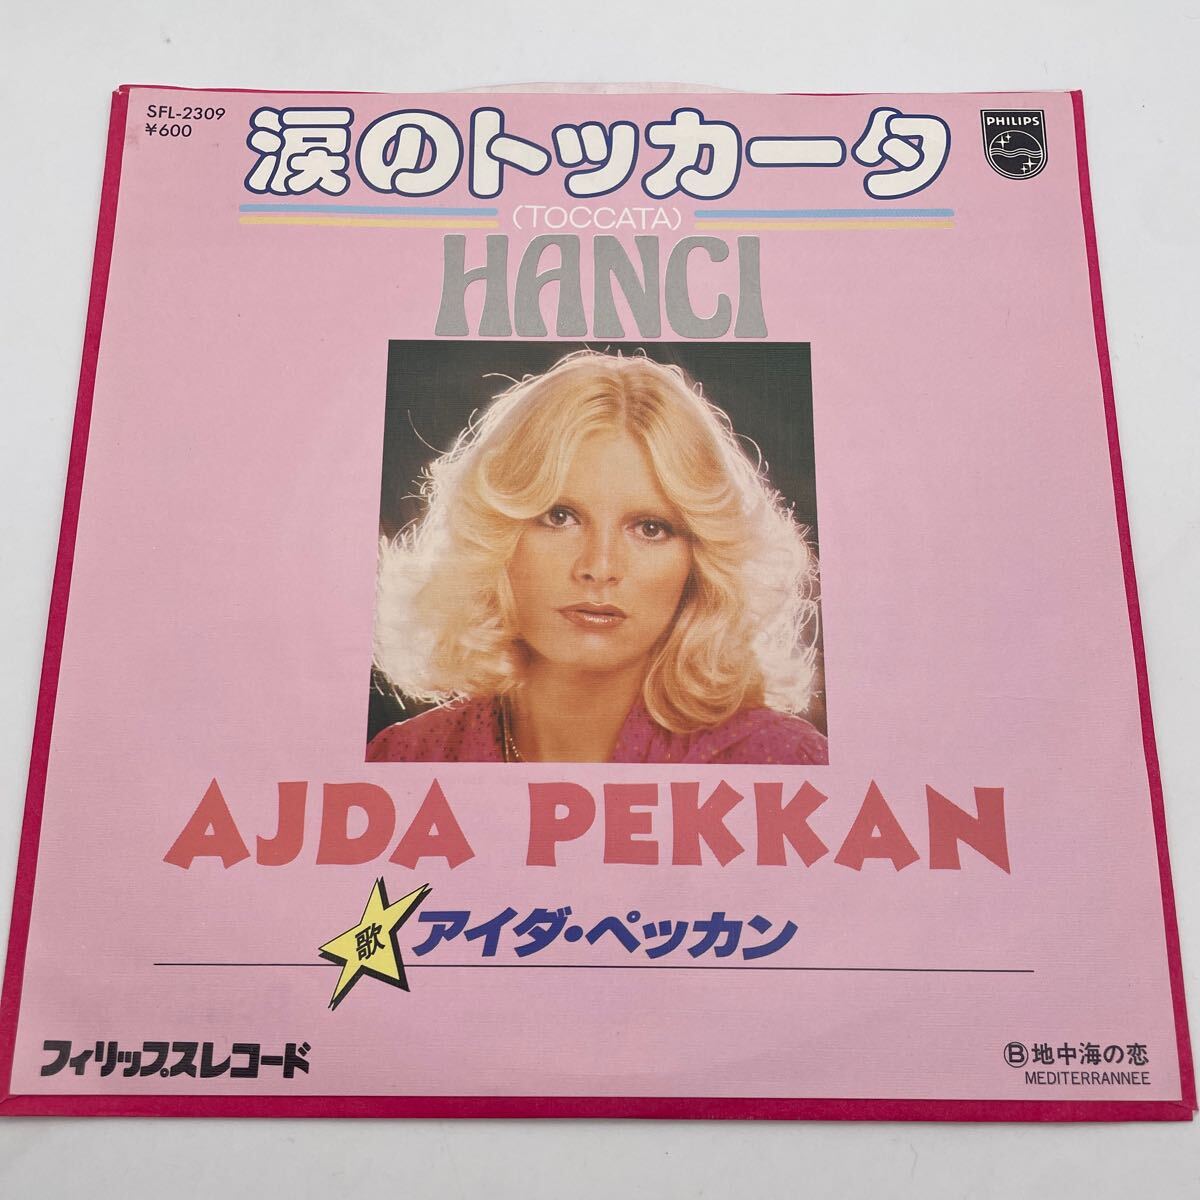 SFL-2309
¥600
涙のトッカータ
PHILIPS
(TOCCATA)
HANCI
AJDA PEKKAN
歌 アイダ・ペッカン
フィリップスレコード
Ⓑ地中海の恋
MEDITERRANNEE